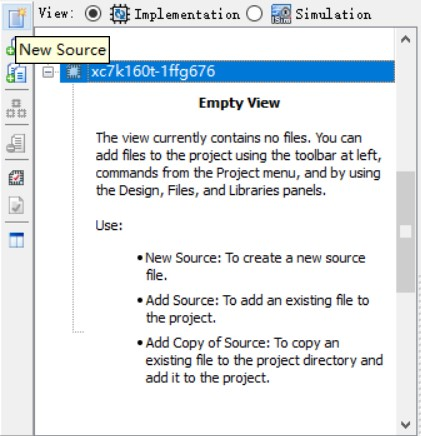 View: Implementation Simulation
New Source
xc7k160t-1ffg676
Empty View
The view currently contains no files. You can
add files to the project using the toolbar at left,
commands from the Project menu, and by using
the Design, Files, and Libraries panels.
Use:
•New Source: To create a new source
file.
•Add Source: To add an existing file to
the project.
•Add Copy of Source: To copy an
existing file to the project directory and
add it to the project.